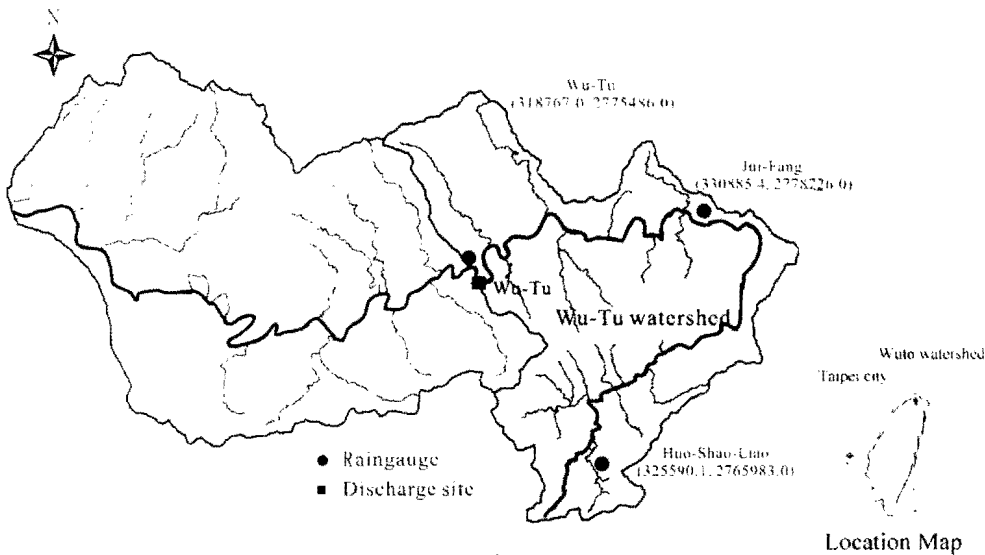 N
Wu-Tu
(318767.0, 2775486.0)
Jui-Fang
(330885.4, 2778226.0)
Wu-Tu
Wu-Tu watershed
Wuto watershed
Taipei city
Huo-Shao-Liao
(325590.1, 2765983.0)
Raingauge
Discharge site
Location Map